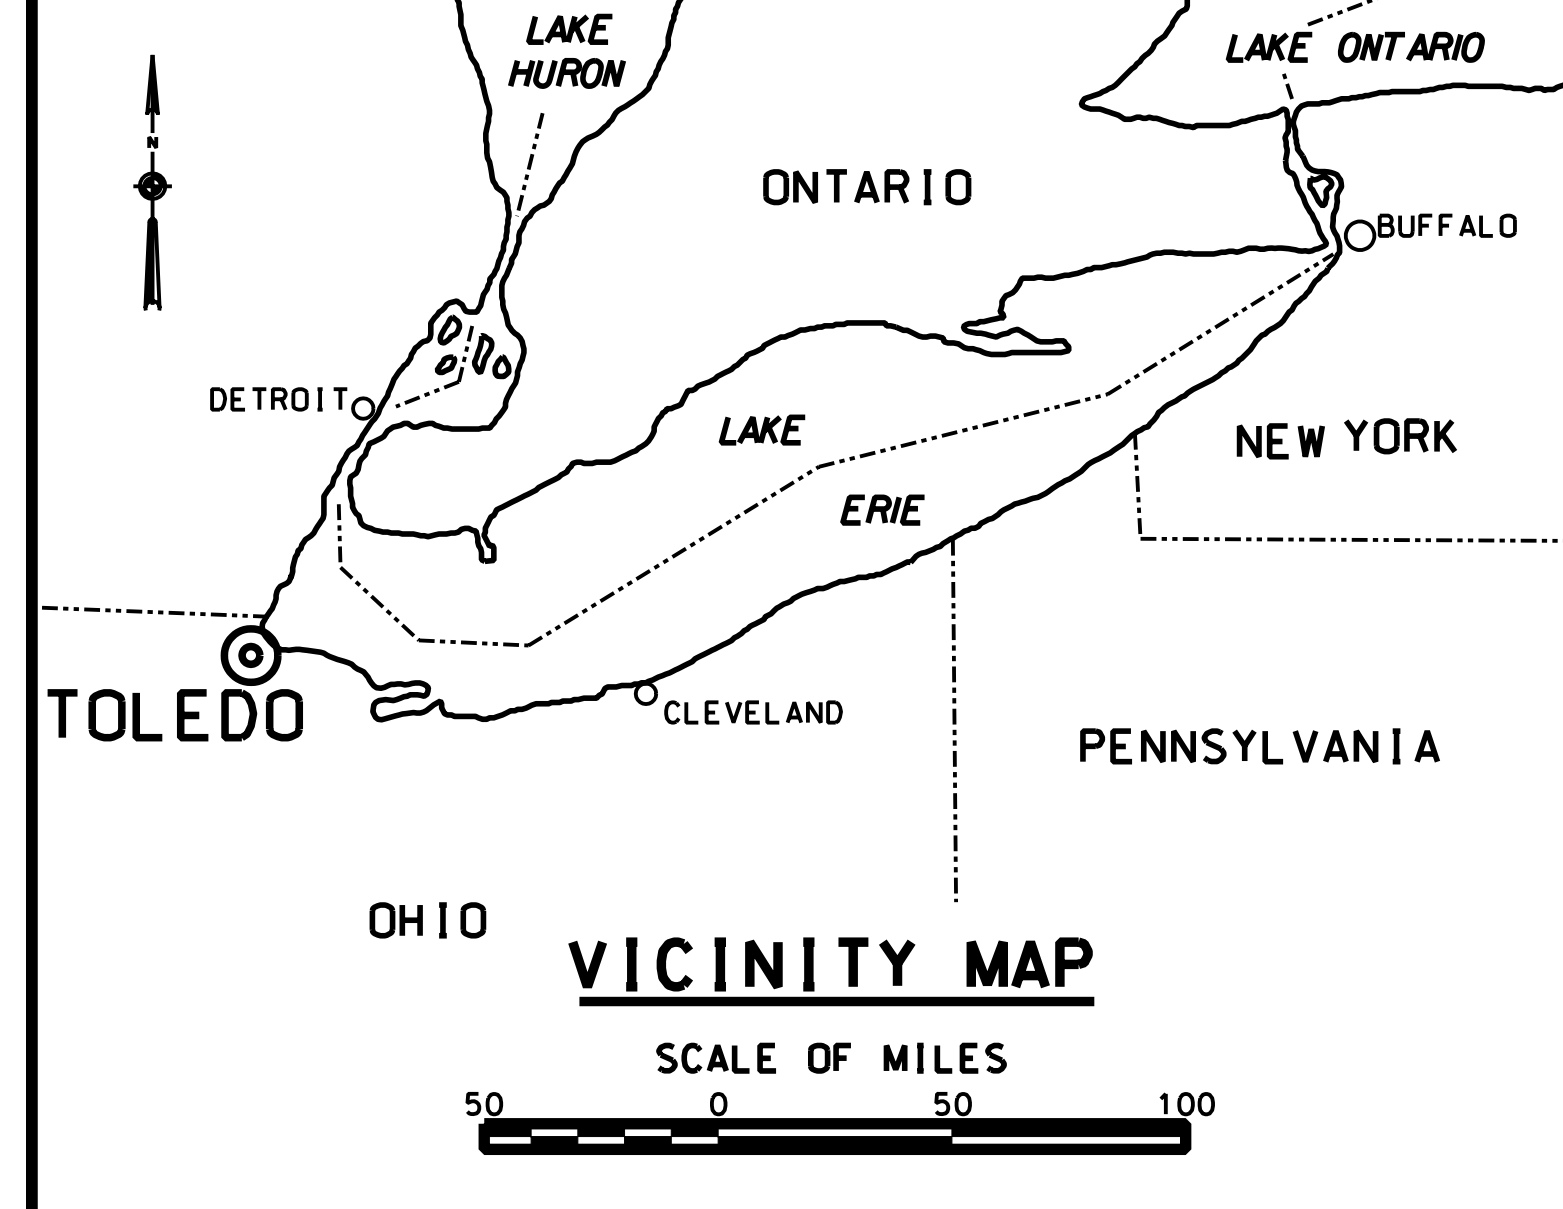 LAKE
HURON
LAKE ONTARIO
N
ONTARIO
BUFFALO
DETROIT
LAKE
NEW YORK
ERIE
TOLEDO
CLEVELAND
PENNSYLVANIA
OHIO
VICINITY MAP
SCALE OF MILES
50 0 50 100